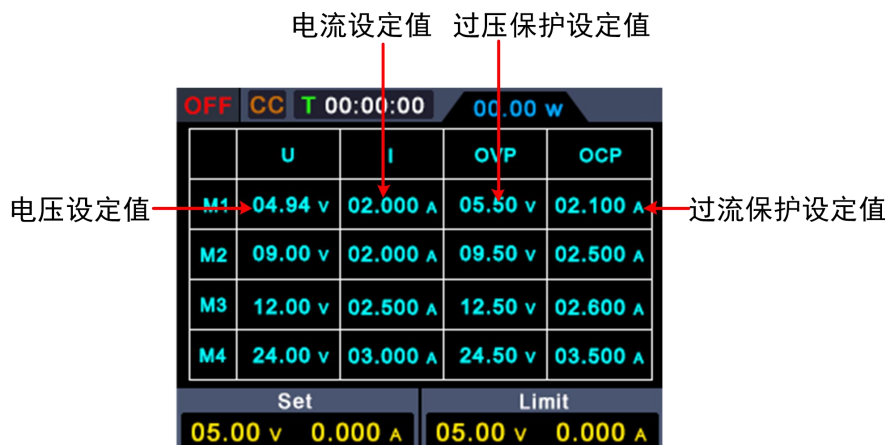 电流设定值 过压保护设定值
OFF CC T 00:00:00 00.00 W
U I OVP OCP
电压设定值 M1 04.94 V 02.000 A 05.50 V 02.100 A 过流保护设定值
M2 09.00 V 02.000 A 09.50 V 02.500 A
M3 12.00 V 02.500 A 12.50 V 02.600 A
M4 24.00 V 03.000 A 24.50 V 03.500 A
Set Limit
05.00 V 0.000 A 05.00 V 0.000 A